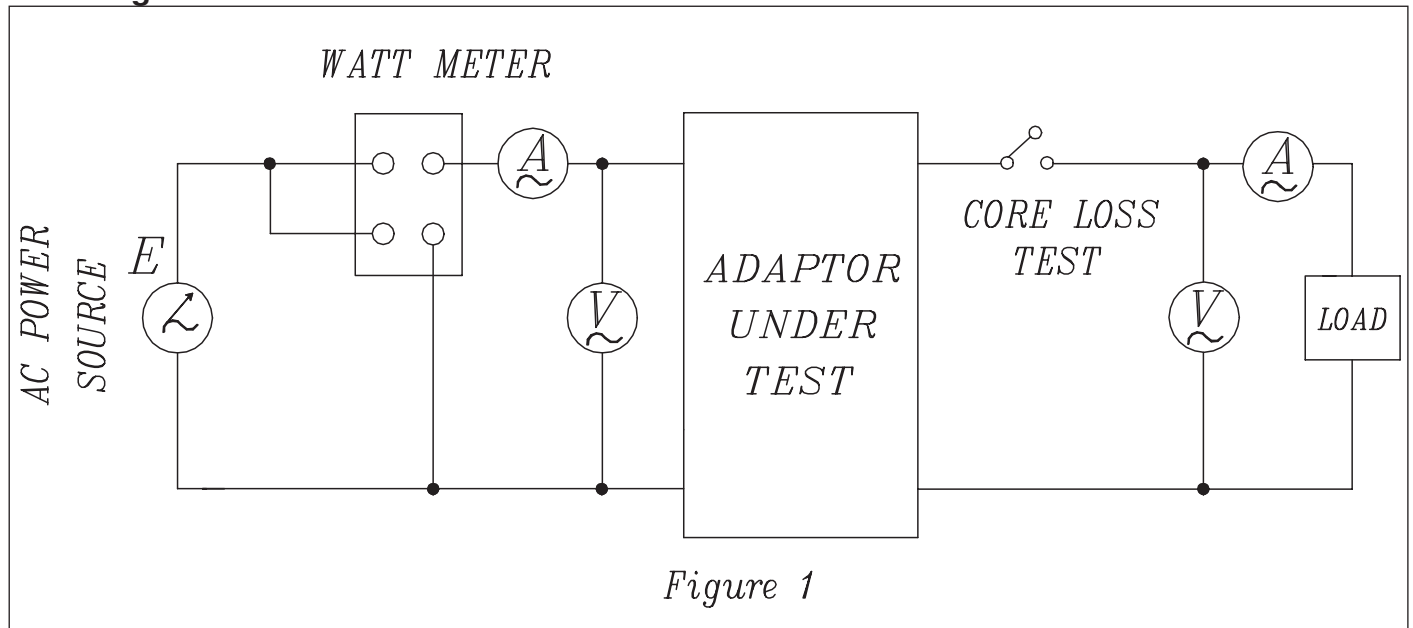 WATT METER
A
A
AC POWER
SOURCE
E
V
ADAPTOR
UNDER
TEST
CORE LOSS
TEST
V
LOAD
Figure 1